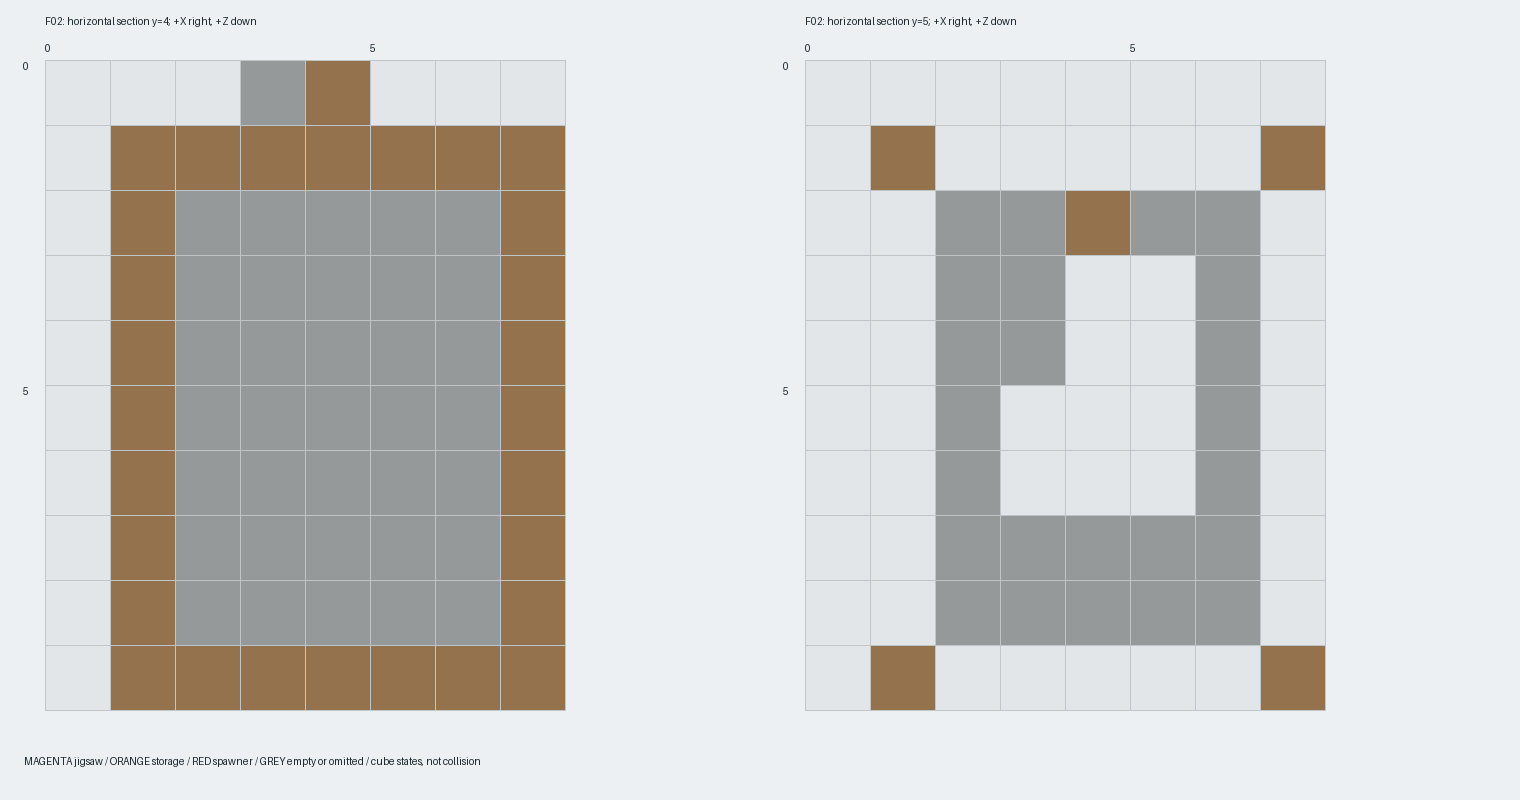 F02: horizontal section y=4; +X right, +Z down
F02: horizontal section y=5; +X right, +Z down
0 5
0 5
0
0
5
5
MAGENTA jigsaw / ORANGE storage / RED spawner / GREY empty or omitted / cube states, not collision